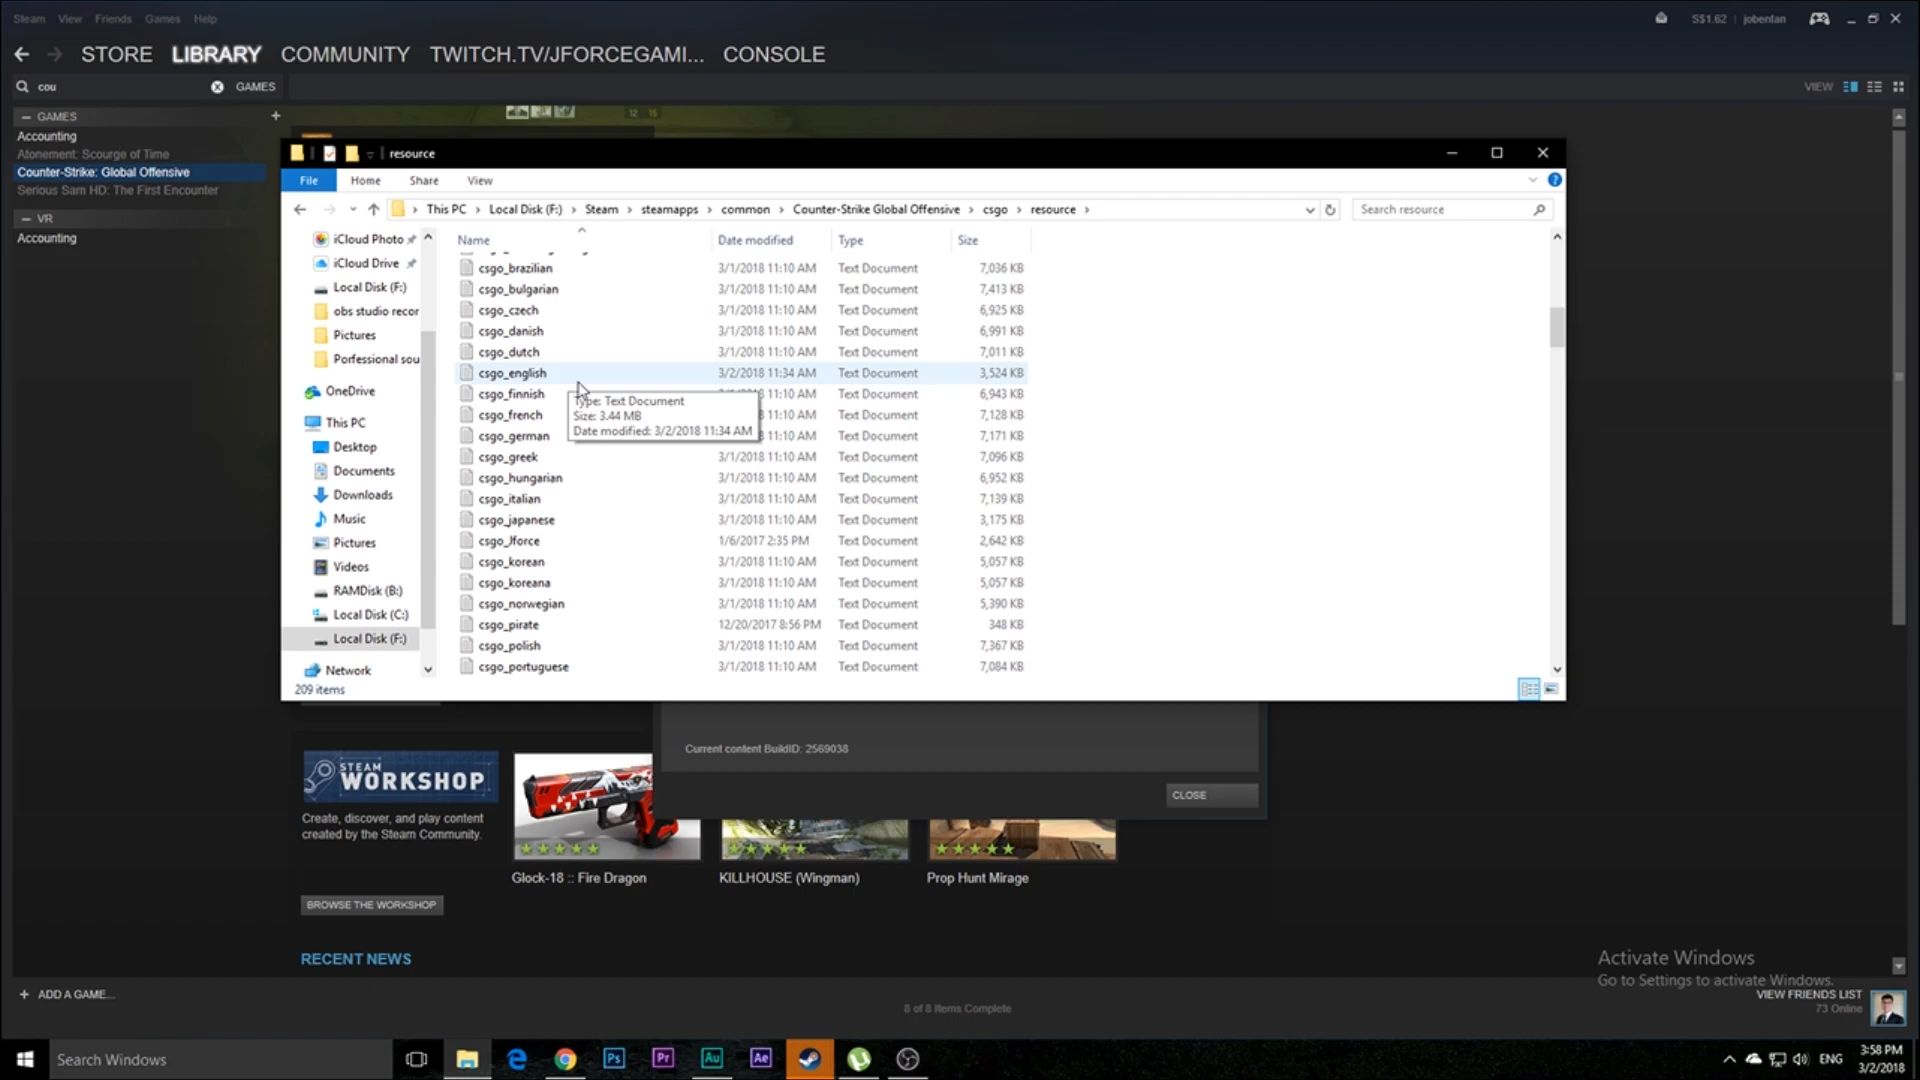 Steam View Friends Games Help
S$1.62 jobentan
STORE LIBRARY COMMUNITY TWITCH.TV/JFORCEGAMI... CONSOLE
cou GAMES
VIEW
— GAMES
12 15
Accounting
Atonement: Scourge of Time
Counter-Strike: Global Offensive
Serious Sam HD: The First Encounter
— VR
Accounting
resource
File Home Share View
This PC › Local Disk (F:) › Steam › steamapps › common › Counter-Strike Global Offensive › csgo › resource ›
Search resource
iCloud Photo
iCloud Drive
Local Disk (F:)
obs studio recor
Pictures
Porfessional sou
OneDrive
This PC
Desktop
Documents
Downloads
Music
Pictures
Videos
RAMDisk (B:)
Local Disk (C:)
Local Disk (F:)
Network
209 items
Name Date modified Type Size
csgo_brazilian 3/1/2018 11:10 AM Text Document 7,036 KB
csgo_bulgarian 3/1/2018 11:10 AM Text Document 7,413 KB
csgo_czech 3/1/2018 11:10 AM Text Document 6,925 KB
csgo_danish 3/1/2018 11:10 AM Text Document 6,991 KB
csgo_dutch 3/1/2018 11:10 AM Text Document 7,011 KB
csgo_english 3/2/2018 11:34 AM Text Document 3,524 KB
csgo_finnish AM Text Document 6,943 KB
csgo_french 8 11:10 AM Text Document 7,128 KB
csgo_german 8 11:10 AM Text Document 7,171 KB
Type: Text Document
Size: 3.44 MB
Date modified: 3/2/2018 11:34 AM
csgo_greek 3/1/2018 11:10 AM Text Document 7,096 KB
csgo_hungarian 3/1/2018 11:10 AM Text Document 6,952 KB
csgo_italian 3/1/2018 11:10 AM Text Document 7,139 KB
csgo_japanese 3/1/2018 11:10 AM Text Document 3,175 KB
csgo_Jforce 1/6/2017 2:35 PM Text Document 2,642 KB
csgo_korean 3/1/2018 11:10 AM Text Document 5,057 KB
csgo_koreana 3/1/2018 11:10 AM Text Document 5,057 KB
csgo_norwegian 3/1/2018 11:10 AM Text Document 5,390 KB
csgo_pirate 12/20/2017 8:56 PM Text Document 348 KB
csgo_polish 3/1/2018 11:10 AM Text Document 7,367 KB
csgo_portuguese 3/1/2018 11:10 AM Text Document 7,084 KB
Current content BuildID: 2569038
CLOSE
STEAM
WORKSHOP
Create, discover, and play content
created by the Steam Community.
Glock-18 :: Fire Dragon
KILLHOUSE (Wingman)
Prop Hunt Mirage
BROWSE THE WORKSHOP
RECENT NEWS
Activate Windows
Go to Settings to activate Windows.
+ ADD A GAME...
8 of 8 Items Complete
VIEW FRIENDS LIST
73 Online
Search Windows
Ps Pr Au Ae
ENG
3:58 PM
3/2/2018